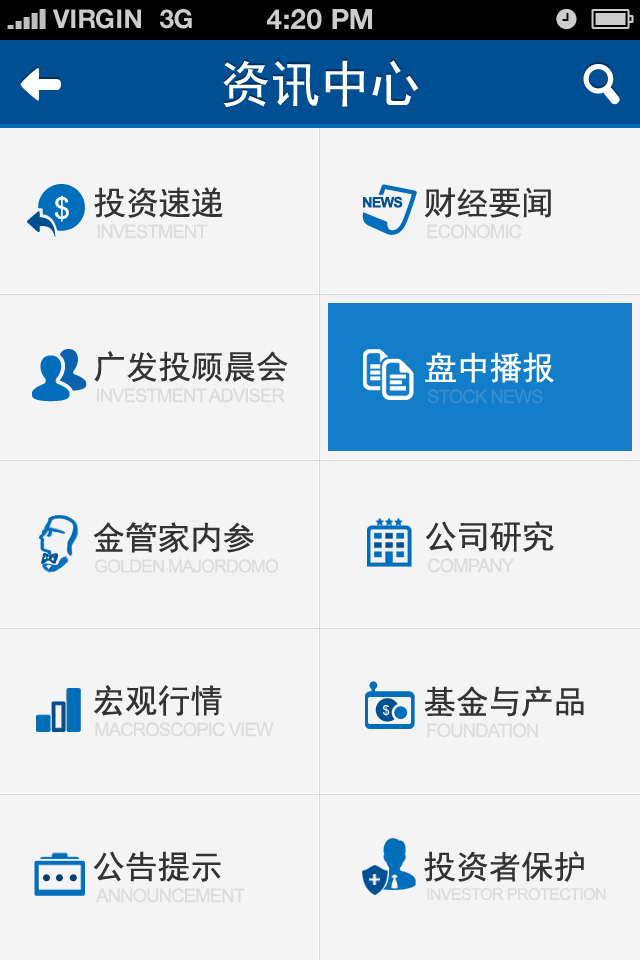 VIRGIN 3G 4:20 PM
资讯中心
$
投资速递
INVESTMENT
NEWS
财经要闻
ECONOMIC
广发投顾晨会
INVESTMENT ADVISER
盘中播报
STOCK NEWS
金管家内参
GOLDEN MAJORDOMO
公司研究
COMPANY
宏观行情
MACROSCOPIC VIEW
$
基金与产品
FOUNDATION
公告提示
ANNOUNCEMENT
投资者保护
INVESTOR PROTECTION